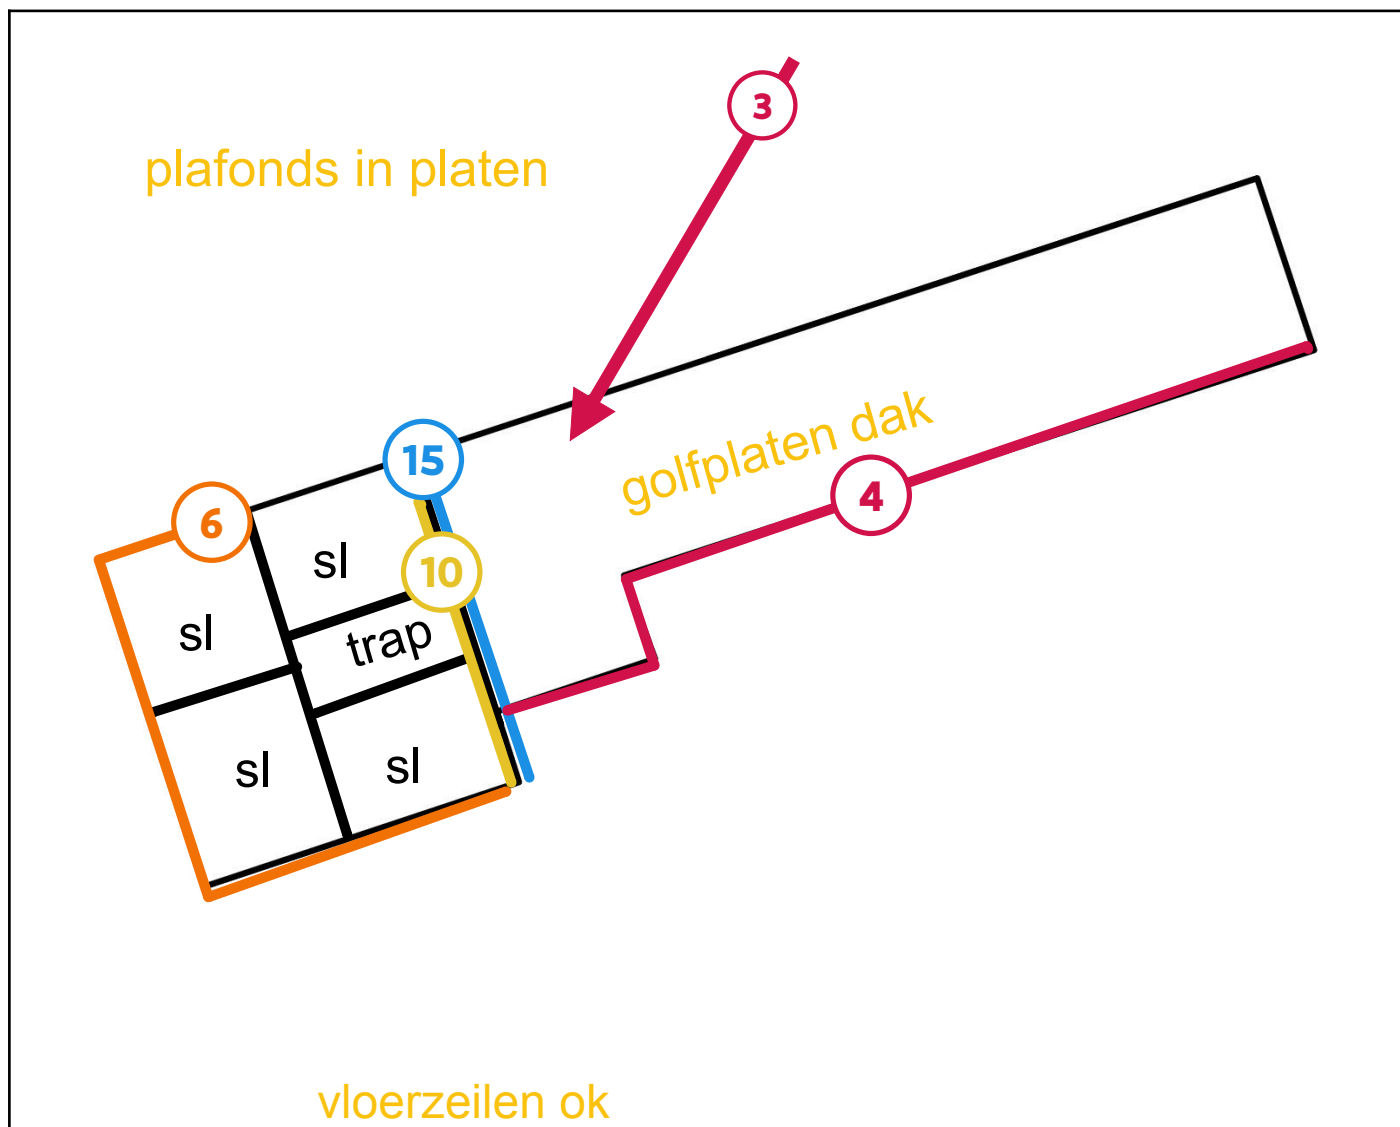 3
plafonds in platen
golfplaten dak
15
4
6
sl
10
trap
sl
sl
sl
vloerzeilen ok